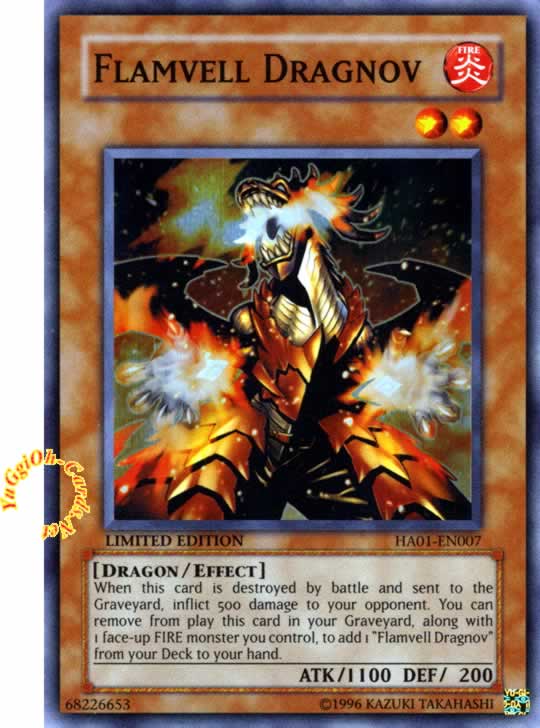 FLAMVELL DRAGNOV
FIRE
炎
YuGgiOh-Cards.Net
LIMITED EDITION HA01-EN007
[DRAGON/EFFECT]
When this card is destroyed by battle and sent to the
Graveyard, inflict 500 damage to your opponent. You can
remove from play this card in your Graveyard, along with
1 face-up FIRE monster you control, to add 1 "Flamvell Dragnov"
from your Deck to your hand.
ATK/1100 DEF/ 200
68226653 ©1996 KAZUKI TAKAHASHI